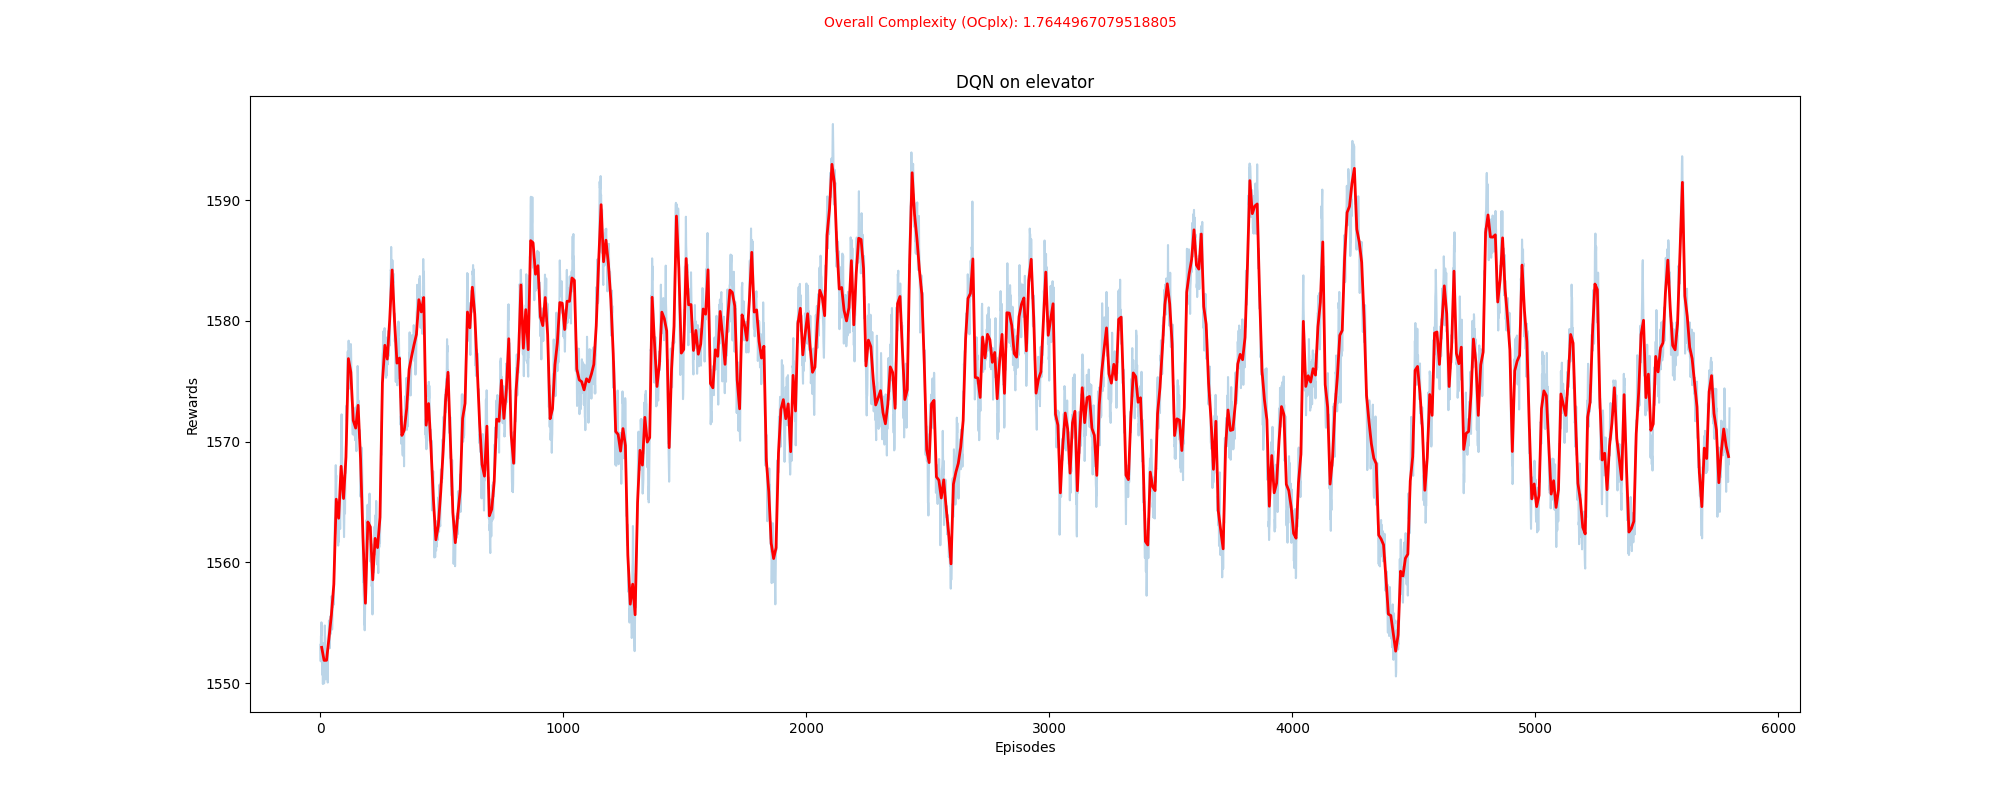 Overall Complexity (OCplx): 1.7644967079518805
DQN on elevator
Rewards
1590
1580
1570
1560
1550
0 1000 2000 3000 4000 5000 6000
Episodes